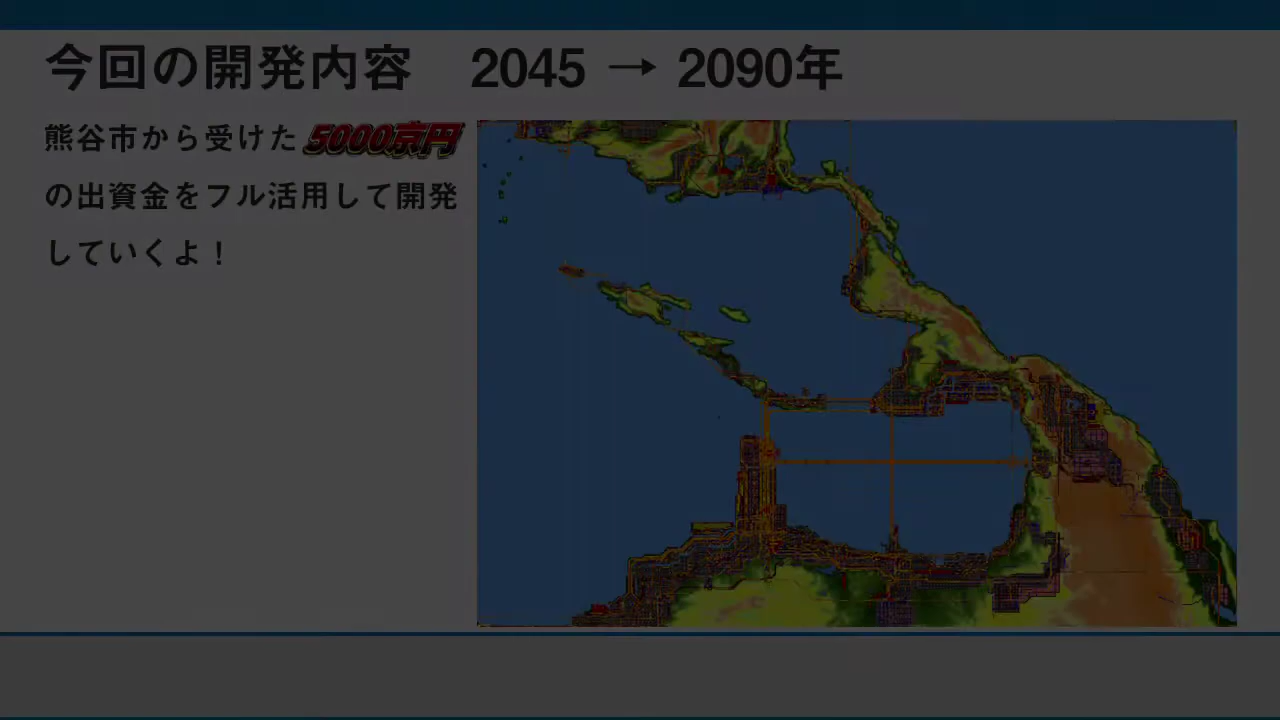 今回の開発内容　2045 → 2090年
熊谷市から受けた5000京円
の出資金をフル活用して開発
していくよ！